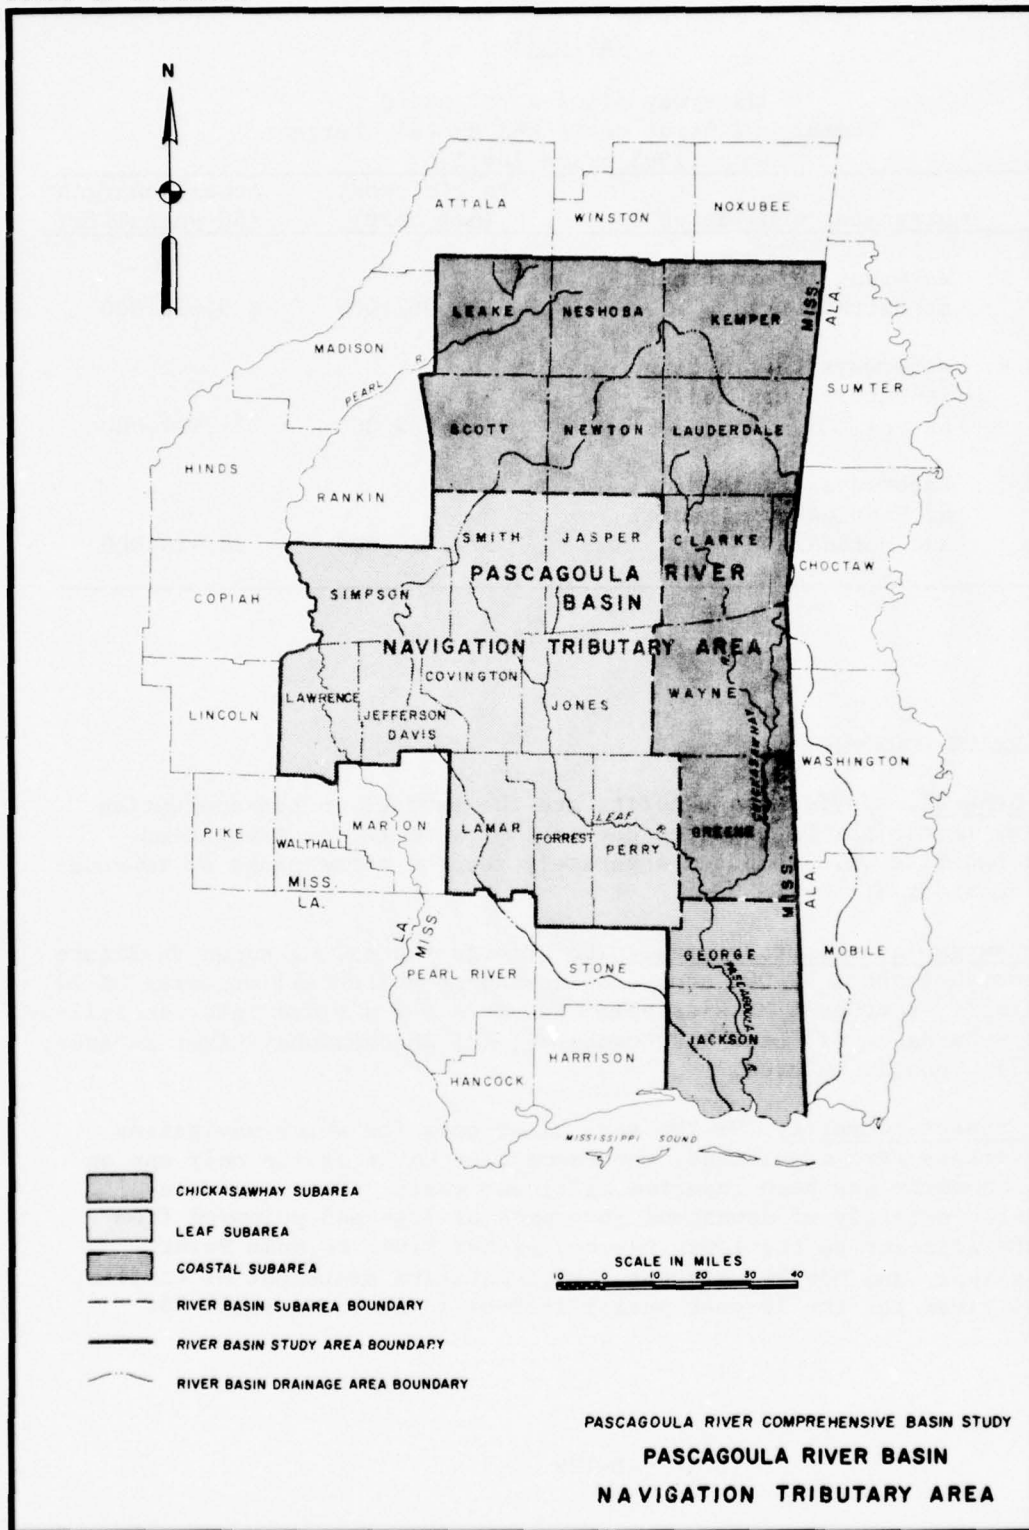 N
ATTALA
WINSTON
NOXUBEE
LEAKE
NESHOBA
KEMPER
MISS.
ALA.
MADISON
PEARL R.
SUMTER
SCOTT
NEWTON
LAUDERDALE
HINDS
RANKIN
SMITH
JASPER
CLARKE
CHOCTAW
PASCAGOULA RIVER
BASIN
SIMPSON
COPIAH
NAVIGATION TRIBUTARY AREA
COVINGTON
LAWRENCE
WAYNE
JONES
LINCOLN
JEFFERSON
DAVIS
CHICKASAWHAY R.
WASHINGTON
PIKE
WALTHALL
MARION
LAMAR
FORREST
LEAF R.
PERRY
GREENE
MISS.
LA.
MISS.
ALA.
LA
MISS
PEARL RIVER
STONE
GEORGE
MOBILE
PASCAGOULA R.
JACKSON
HARRISON
HANCOCK
MISSISSIPPI SOUND
CHICKASAWHAY SUBAREA
LEAF SUBAREA
COASTAL SUBAREA
RIVER BASIN SUBAREA BOUNDARY
RIVER BASIN STUDY AREA BOUNDARY
RIVER BASIN DRAINAGE AREA BOUNDARY
SCALE IN MILES
10 0 10 20 30 40
PASCAGOULA RIVER COMPREHENSIVE BASIN STUDY
PASCAGOULA RIVER BASIN
NAVIGATION TRIBUTARY AREA